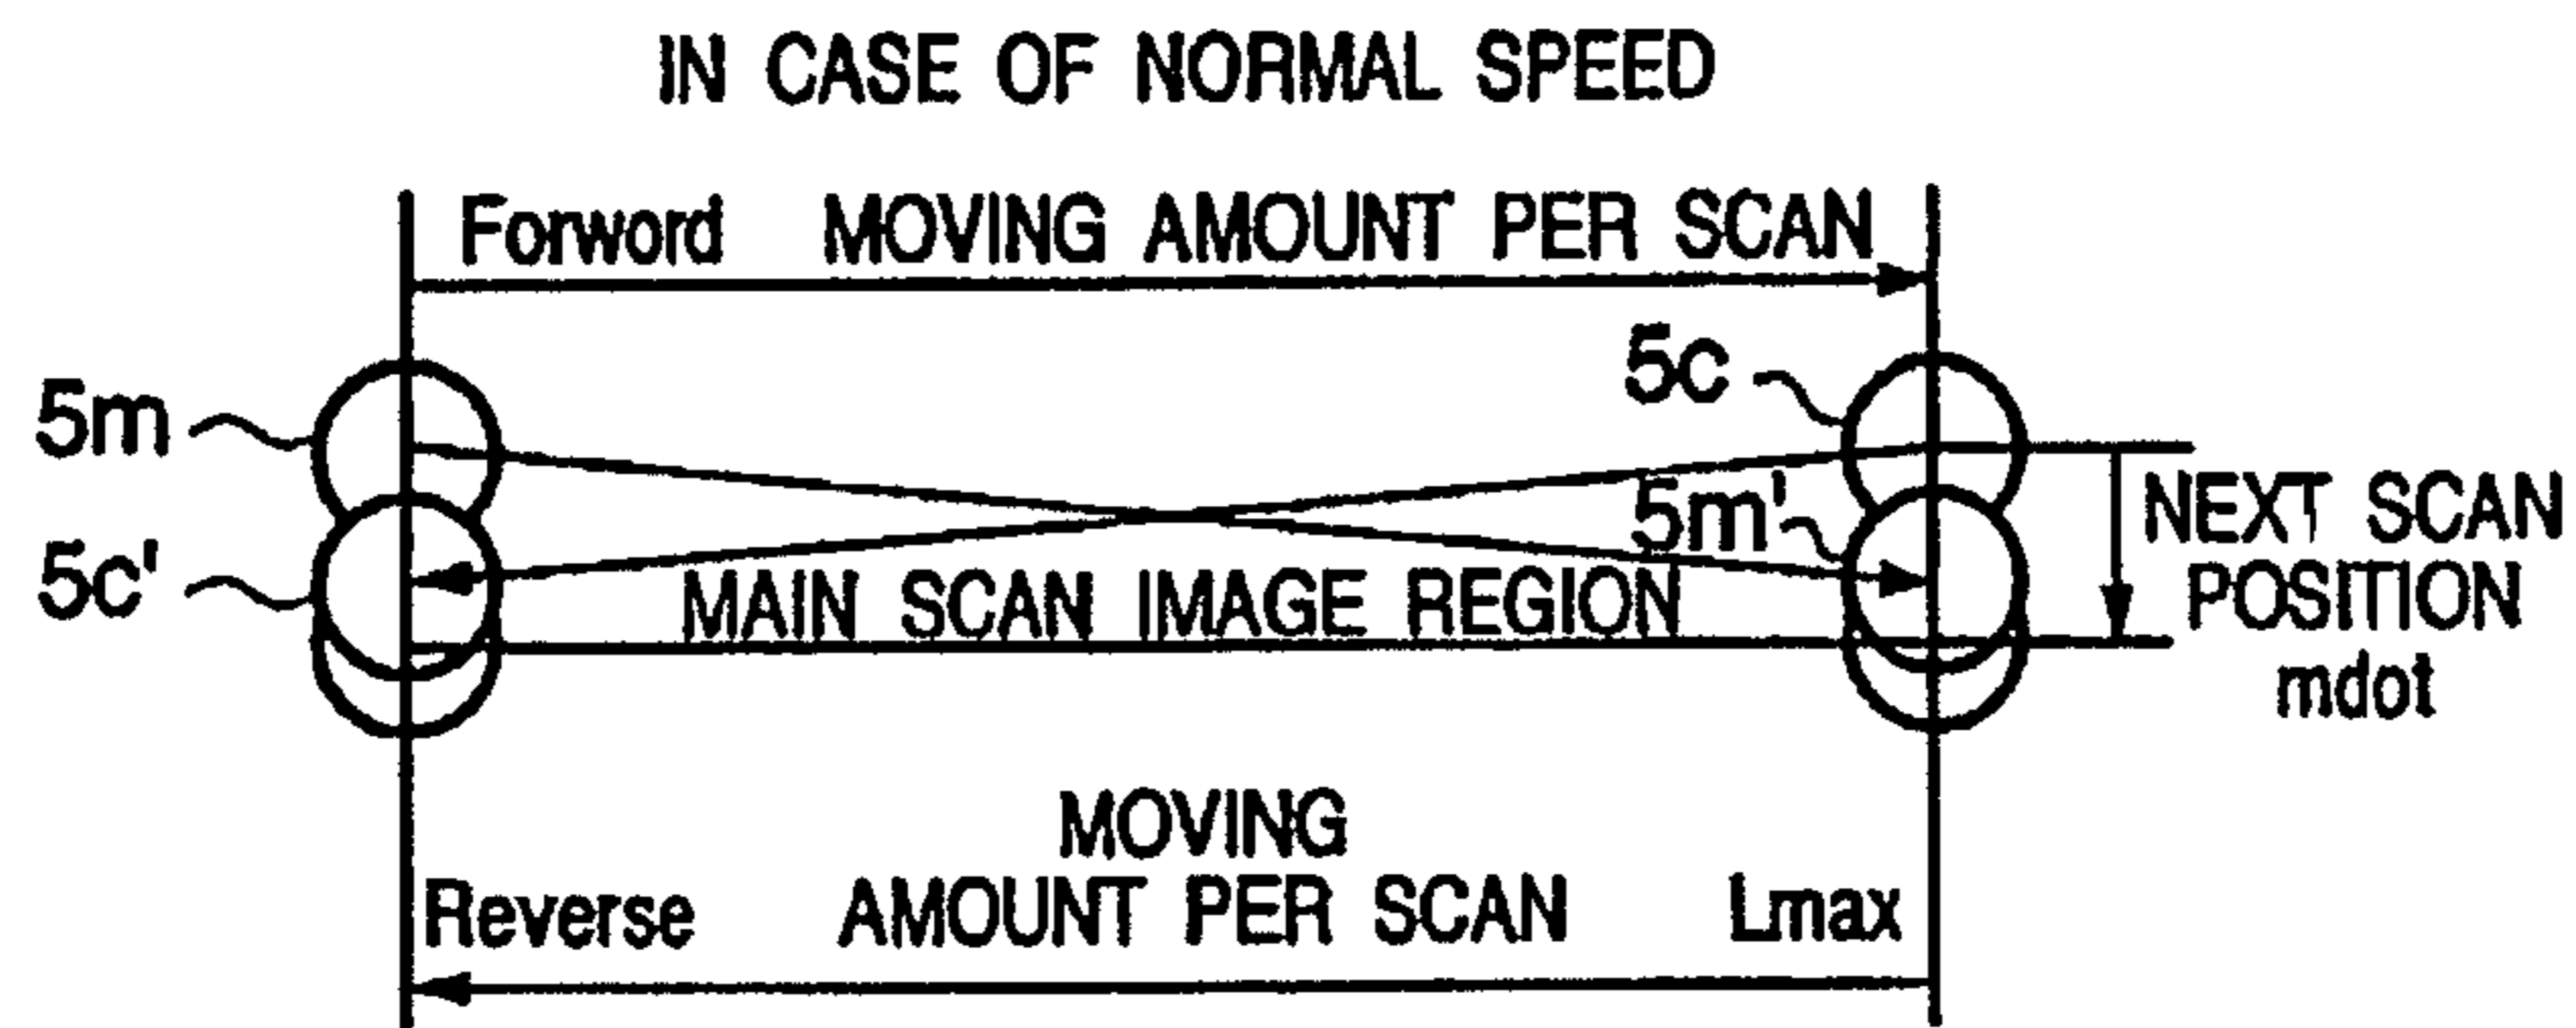 IN CASE OF NORMAL SPEED
Forword MOVING AMOUNT PER SCAN
5m
5c
5c'
5m'
NEXT SCAN
POSITION
mdot
MAIN SCAN IMAGE REGION
MOVING
Reverse AMOUNT PER SCAN Lmax